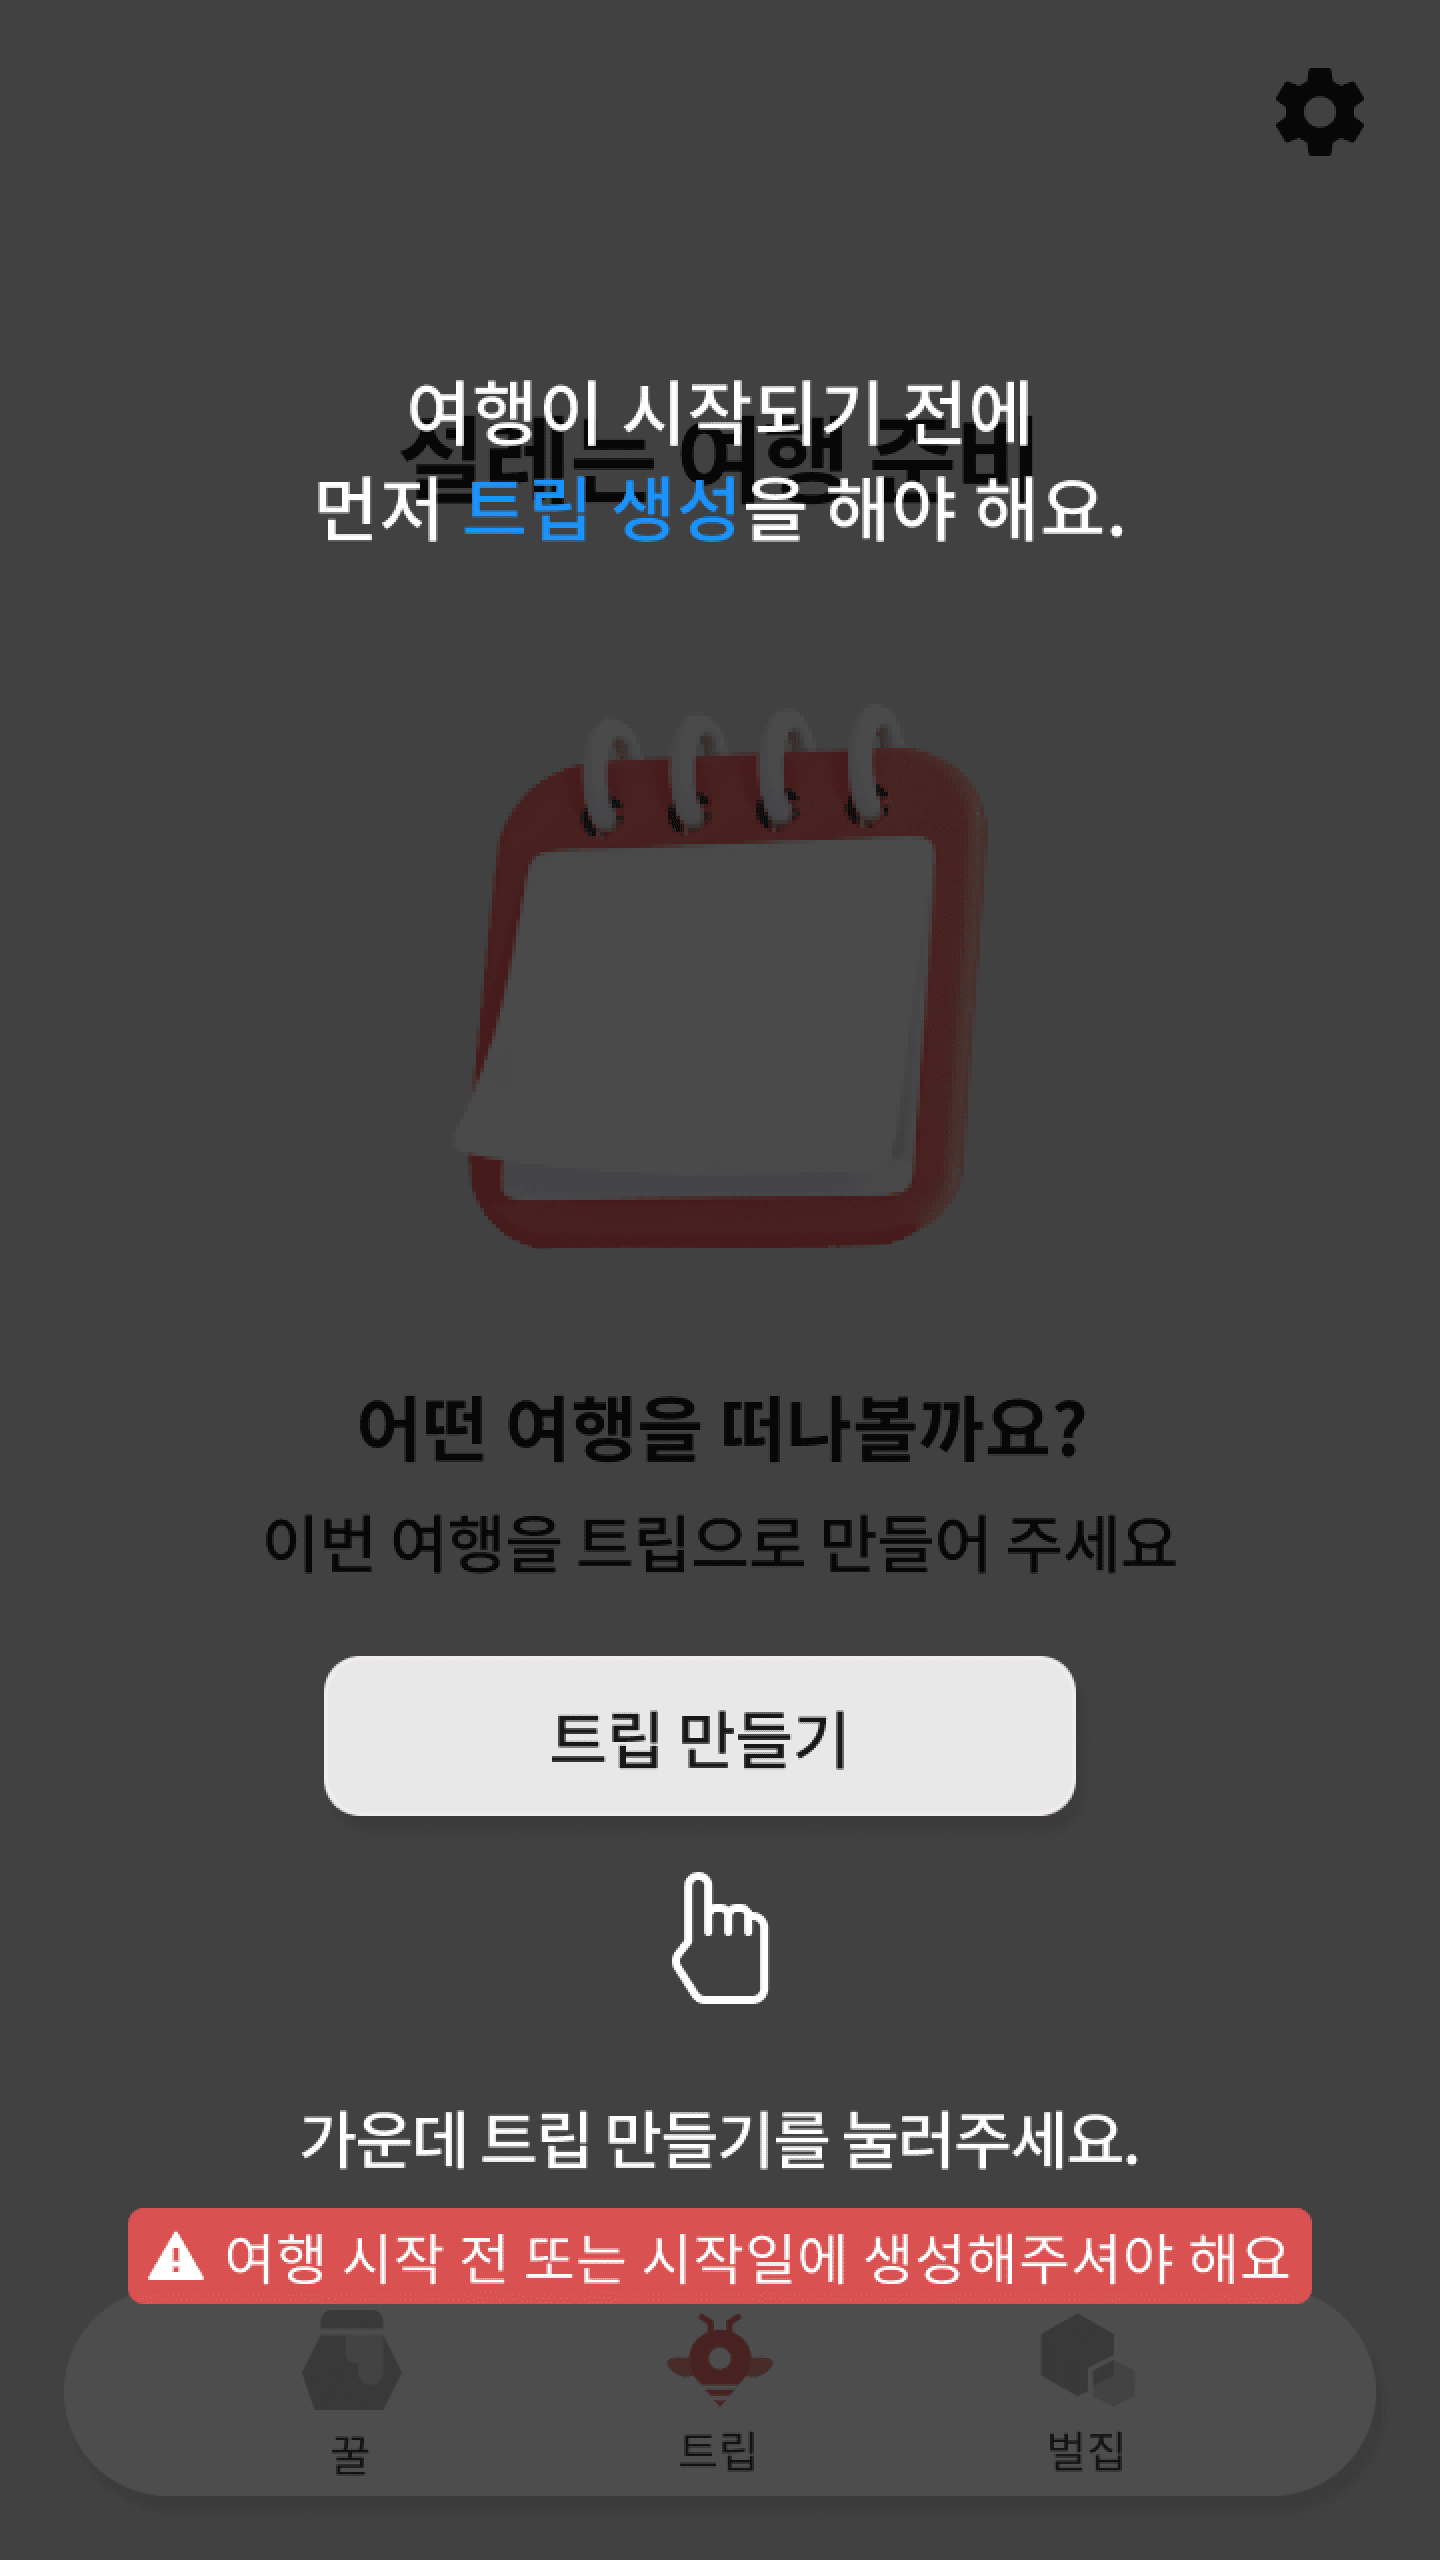 여행이 시작되기 전에
설레는 여행 준비
먼저 트립 생성을 해야 해요.
어떤 여행을 떠나볼까요?
이번 여행을 트립으로 만들어 주세요
트립 만들기
가운데 트립 만들기를 눌러주세요.
여행 시작 전 또는 시작일에 생성해주셔야 해요
꿀
트립
벌집